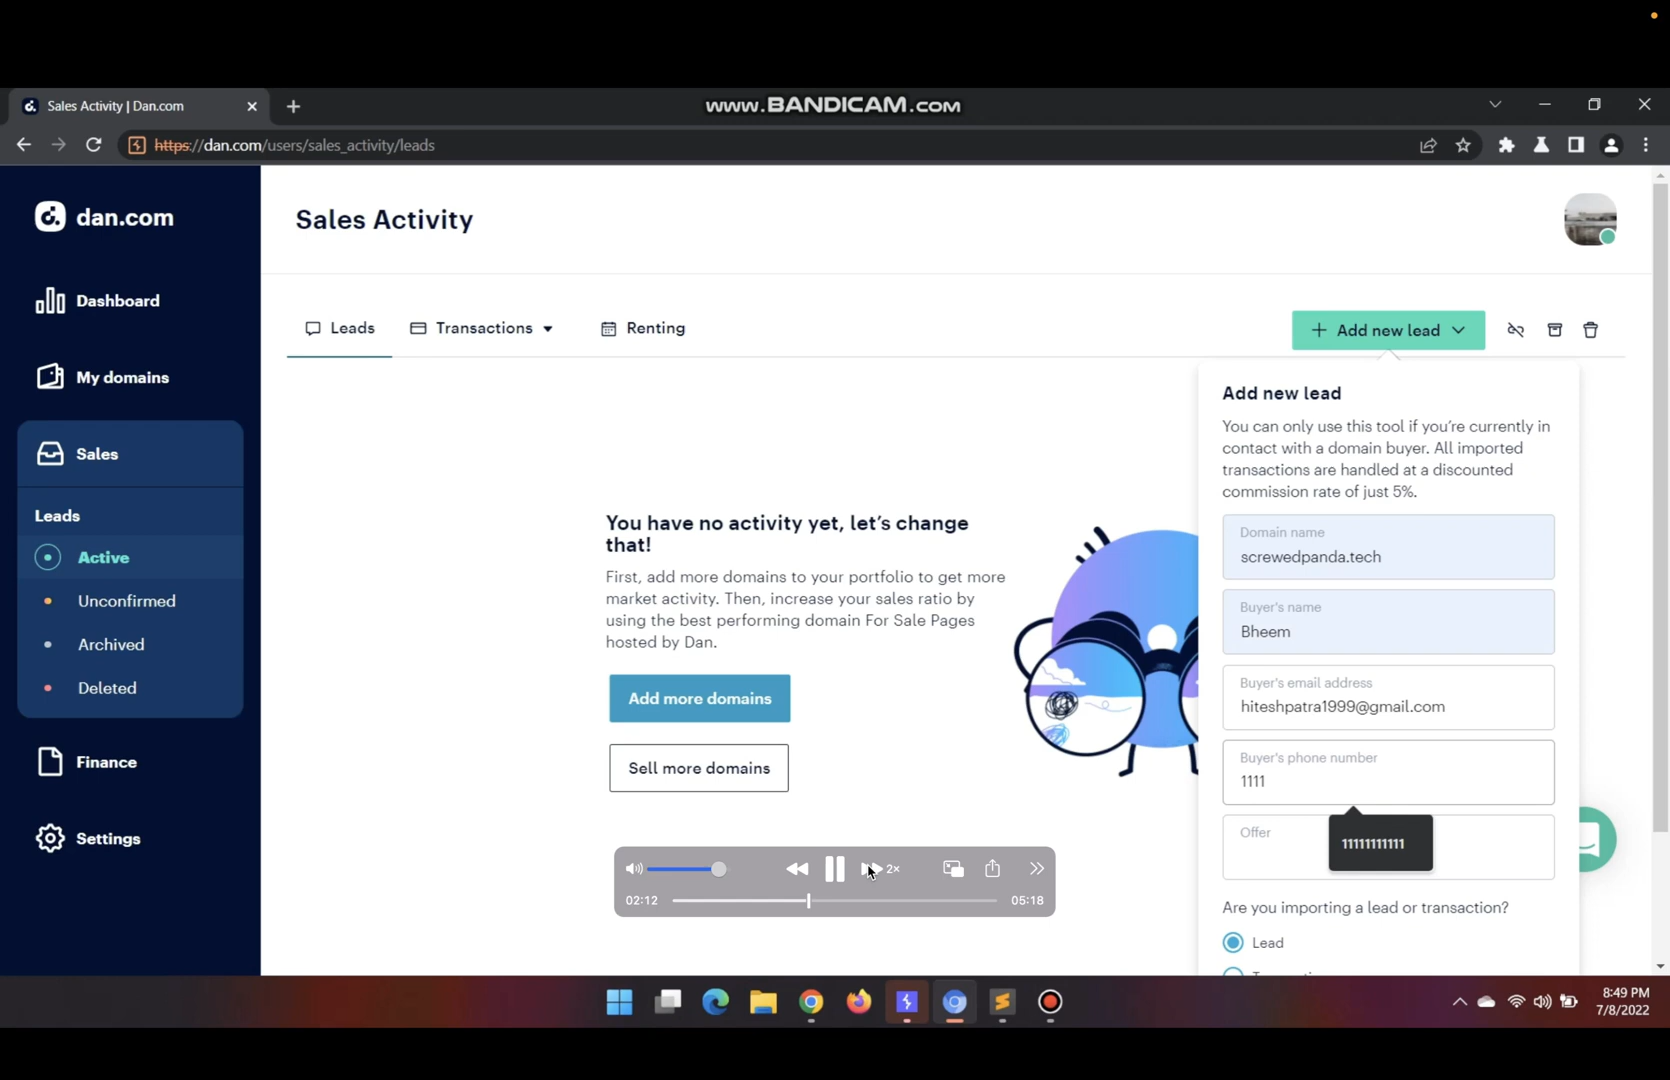 Sales Activity | Dan.com
www.BANDICAM.com
https://dan.com/users/sales_activity/leads
dan.com
Dashboard
My domains
Sales
Leads
Active
Unconfirmed
Archived
Deleted
Finance
Settings
Sales Activity
Leads
Transactions
Renting
Add new lead
You have no activity yet, let's change
that!
First, add more domains to your portfolio to get more
market activity. Then, increase your sales ratio by
using the best performing domain For Sale Pages
hosted by Dan.
Add more domains
Sell more domains
Add new lead
You can only use this tool if you're currently in
contact with a domain buyer. All imported
transactions are handled at a discounted
commission rate of just 5%.
Domain name
screwedpanda.tech
Buyer's name
Bheem
Buyer's email address
hiteshpatra1999@gmail.com
Buyer's phone number
1111
Offer
11111111111
Are you importing a lead or transaction?
Lead
2×
02:12
05:18
8:49 PM
7/8/2022